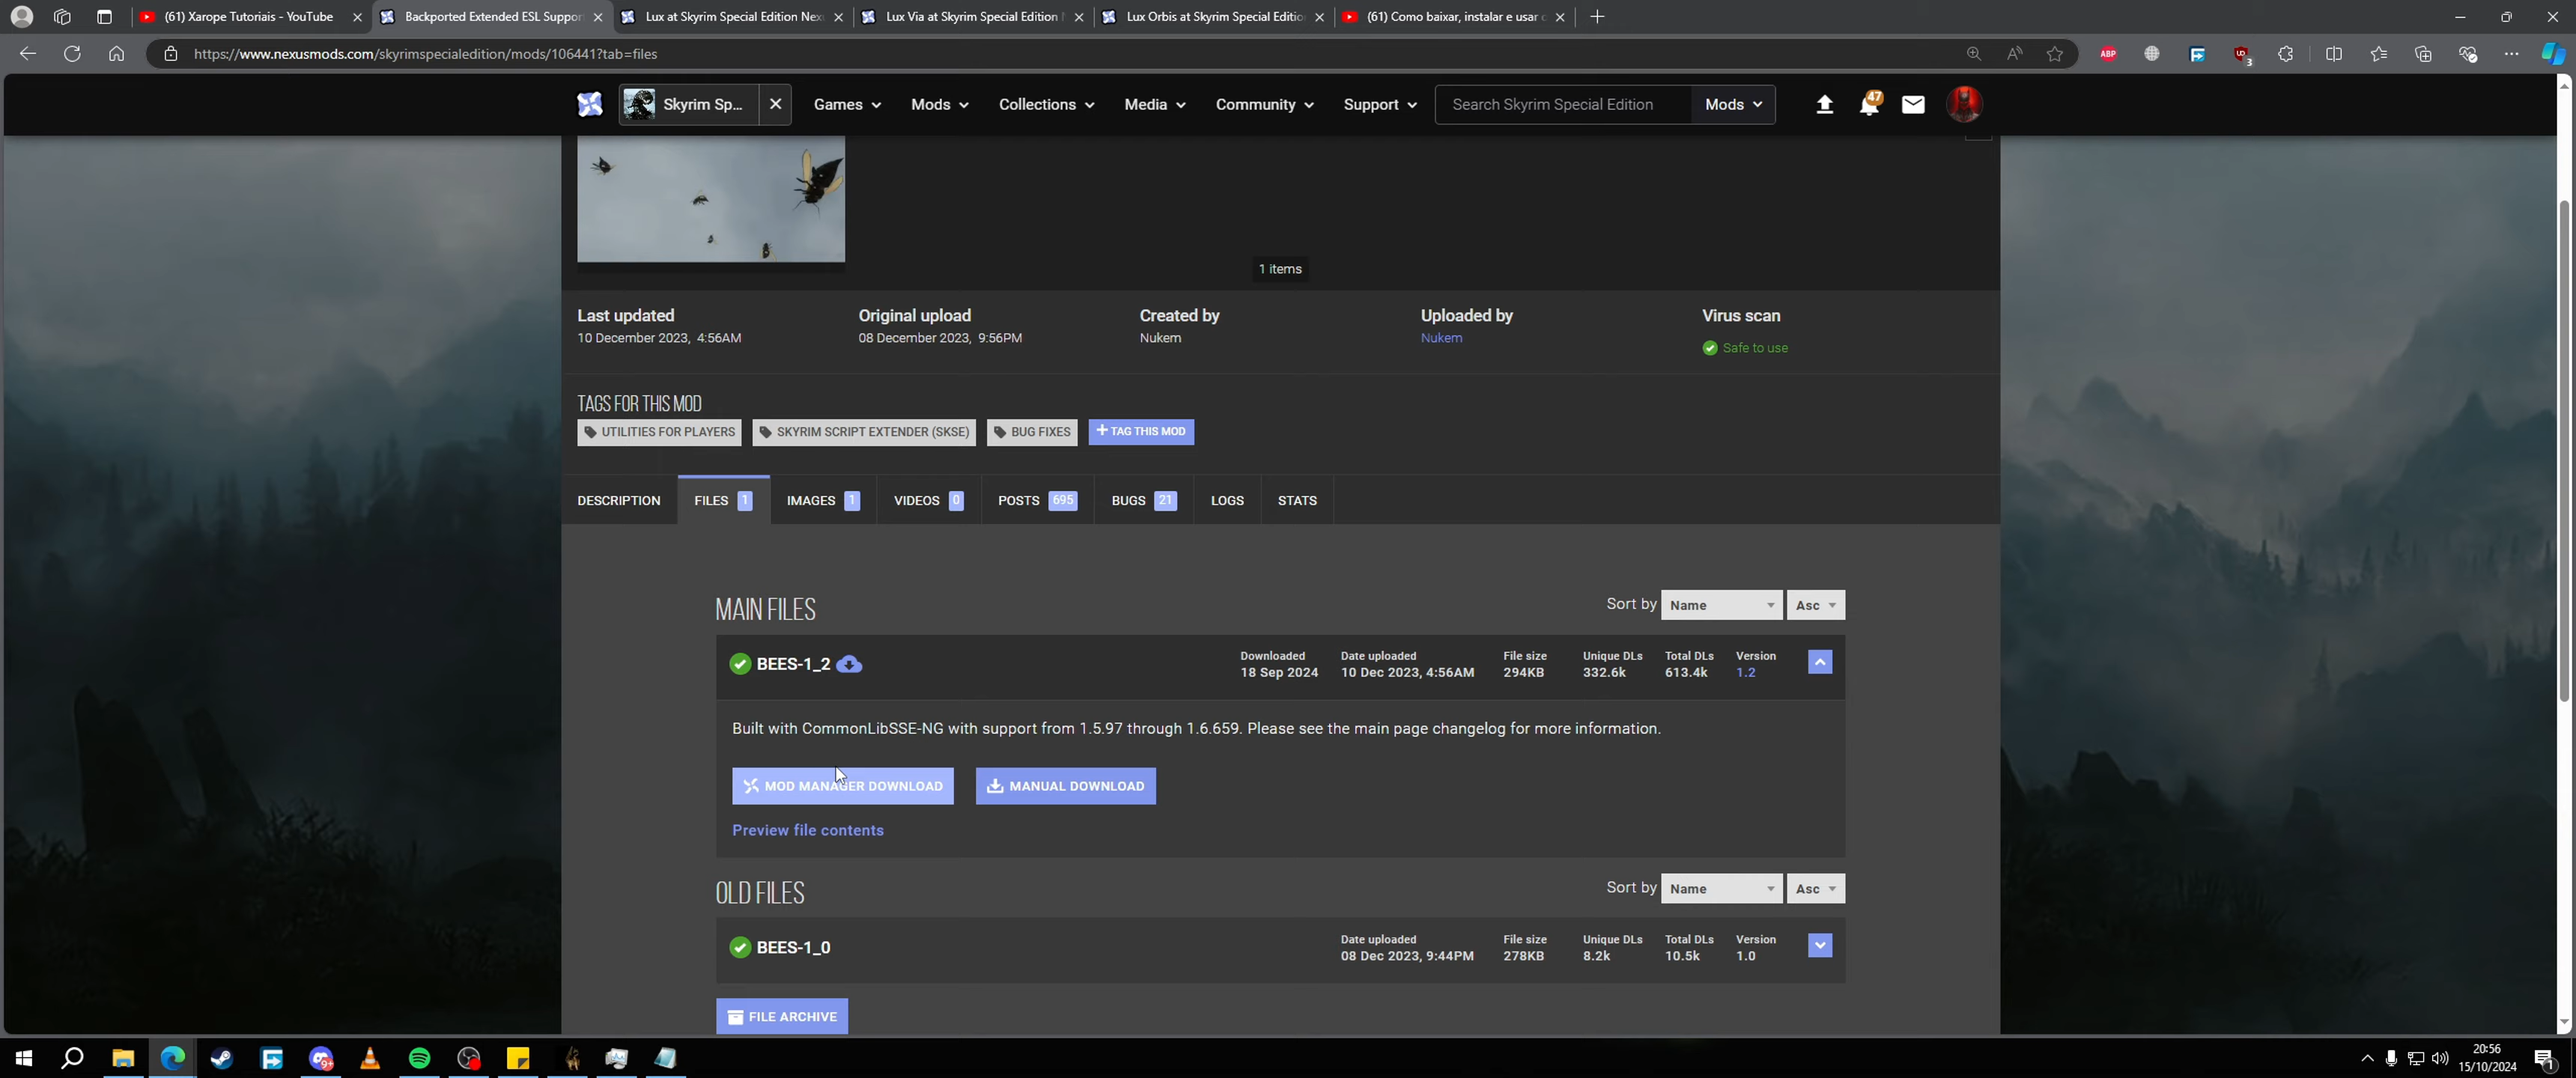 (61) Xarope Tutoriais - YouTube
Backported Extended ESL Suppor
Lux at Skyrim Special Edition Nex
Lux Via at Skyrim Special Edition
Lux Orbis at Skyrim Special Editio
(61) Como baixar, instalar e usar
https://www.nexusmods.com/skyrimspecialedition/mods/106441?tab=files
ABP
3
Skyrim Sp...
Games
Mods
Collections
Media
Community
Support
Search Skyrim Special Edition
Mods
47
1 items
Last updated
10 December 2023, 4:56AM
Original upload
08 December 2023, 9:56PM
Created by
Nukem
Uploaded by
Nukem
Virus scan
Safe to use
TAGS FOR THIS MOD
UTILITIES FOR PLAYERS
SKYRIM SCRIPT EXTENDER (SKSE)
BUG FIXES
+ TAG THIS MOD
DESCRIPTION
FILES 1
IMAGES 1
VIDEOS 0
POSTS 695
BUGS 21
LOGS
STATS
MAIN FILES
Sort by Name Asc
BEES-1_2
Downloaded
18 Sep 2024
Date uploaded
10 Dec 2023, 4:56AM
File size
294KB
Unique DLs
332.6k
Total DLs
613.4k
Version
1.2
Built with CommonLibSSE-NG with support from 1.5.97 through 1.6.659. Please see the main page changelog for more information.
MOD MANAGER DOWNLOAD
MANUAL DOWNLOAD
Preview file contents
OLD FILES
Sort by Name Asc
BEES-1_0
Date uploaded
08 Dec 2023, 9:44PM
File size
278KB
Unique DLs
8.2k
Total DLs
10.5k
Version
1.0
FILE ARCHIVE
9+
20:56
15/10/2024
1